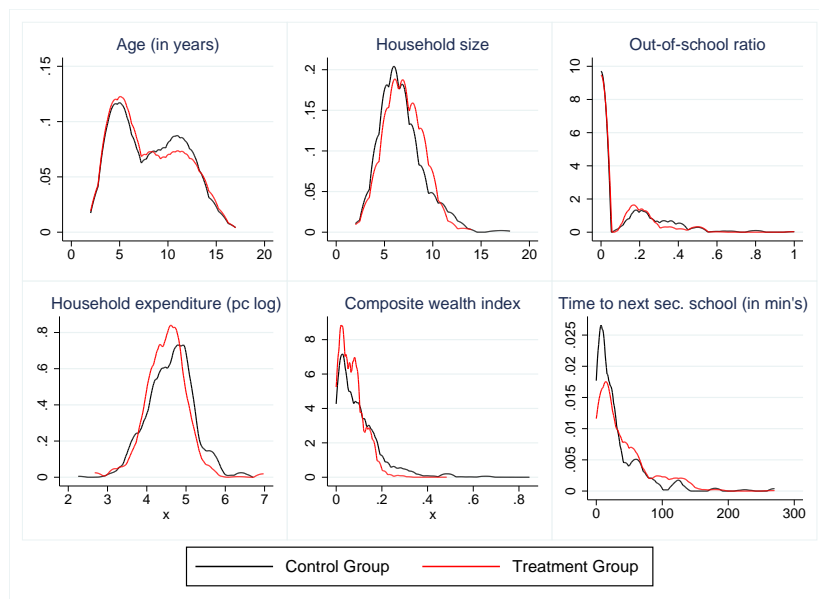 Age (in years)
.15
.1
.05
0
0 5 10 15 20
Household size
.2
.15
.1
.05
0
0 5 10 15 20
Out-of-school ratio
10
8
6
4
2
0
0 .2 .4 .6 .8 1
Household expenditure (pc log)
.8
.6
.4
.2
0
2 3 4 5 6 7
x
Composite wealth index
8
6
4
2
0
0 .2 .4 .6 .8
x
Time to next sec. school (in min's)
.025
.02
.015
.01
.005
0
0 100 200 300
Control Group
Treatment Group